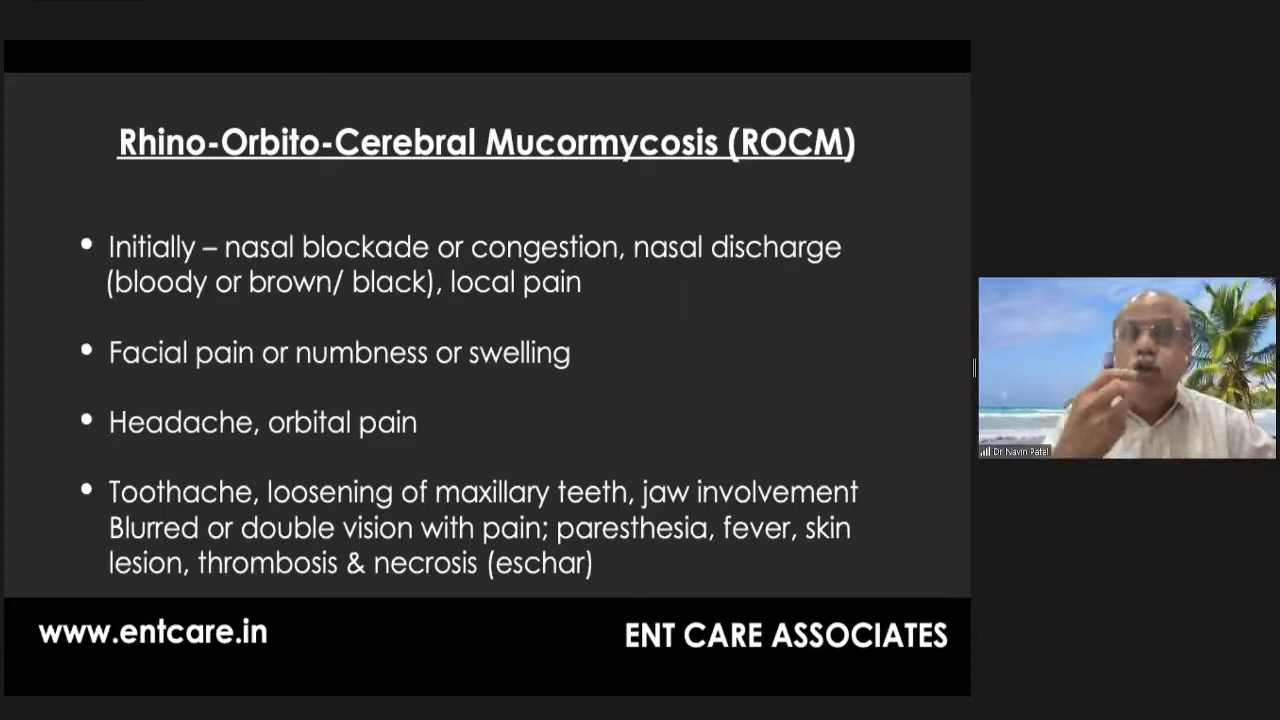 Rhino-Orbito-Cerebral Mucormycosis (ROCM)
• Initially – nasal blockade or congestion, nasal discharge
(bloody or brown/ black), local pain
• Facial pain or numbness or swelling
• Headache, orbital pain
• Toothache, loosening of maxillary teeth, jaw involvement
Blurred or double vision with pain; paresthesia, fever, skin
lesion, thrombosis & necrosis (eschar)
www.entcare.in
ENT CARE ASSOCIATES
Dr Navin Patel